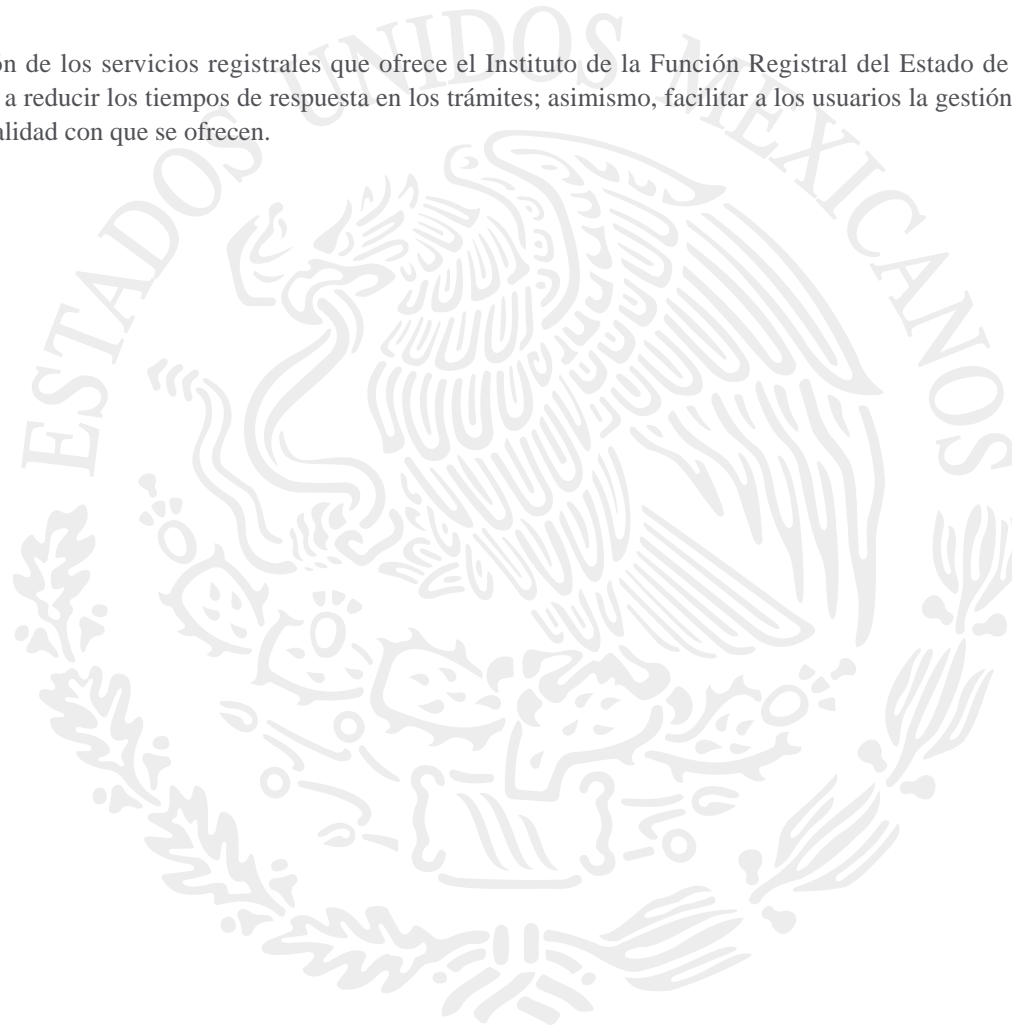 ón de los servicios registrales que ofrece el Instituto de la Función Registral del Estado de
a reducir los tiempos de respuesta en los trámites; asimismo, facilitar a los usuarios la gestión
alidad con que se ofrecen.
ESTADOS UNIDOS MEXICANOS